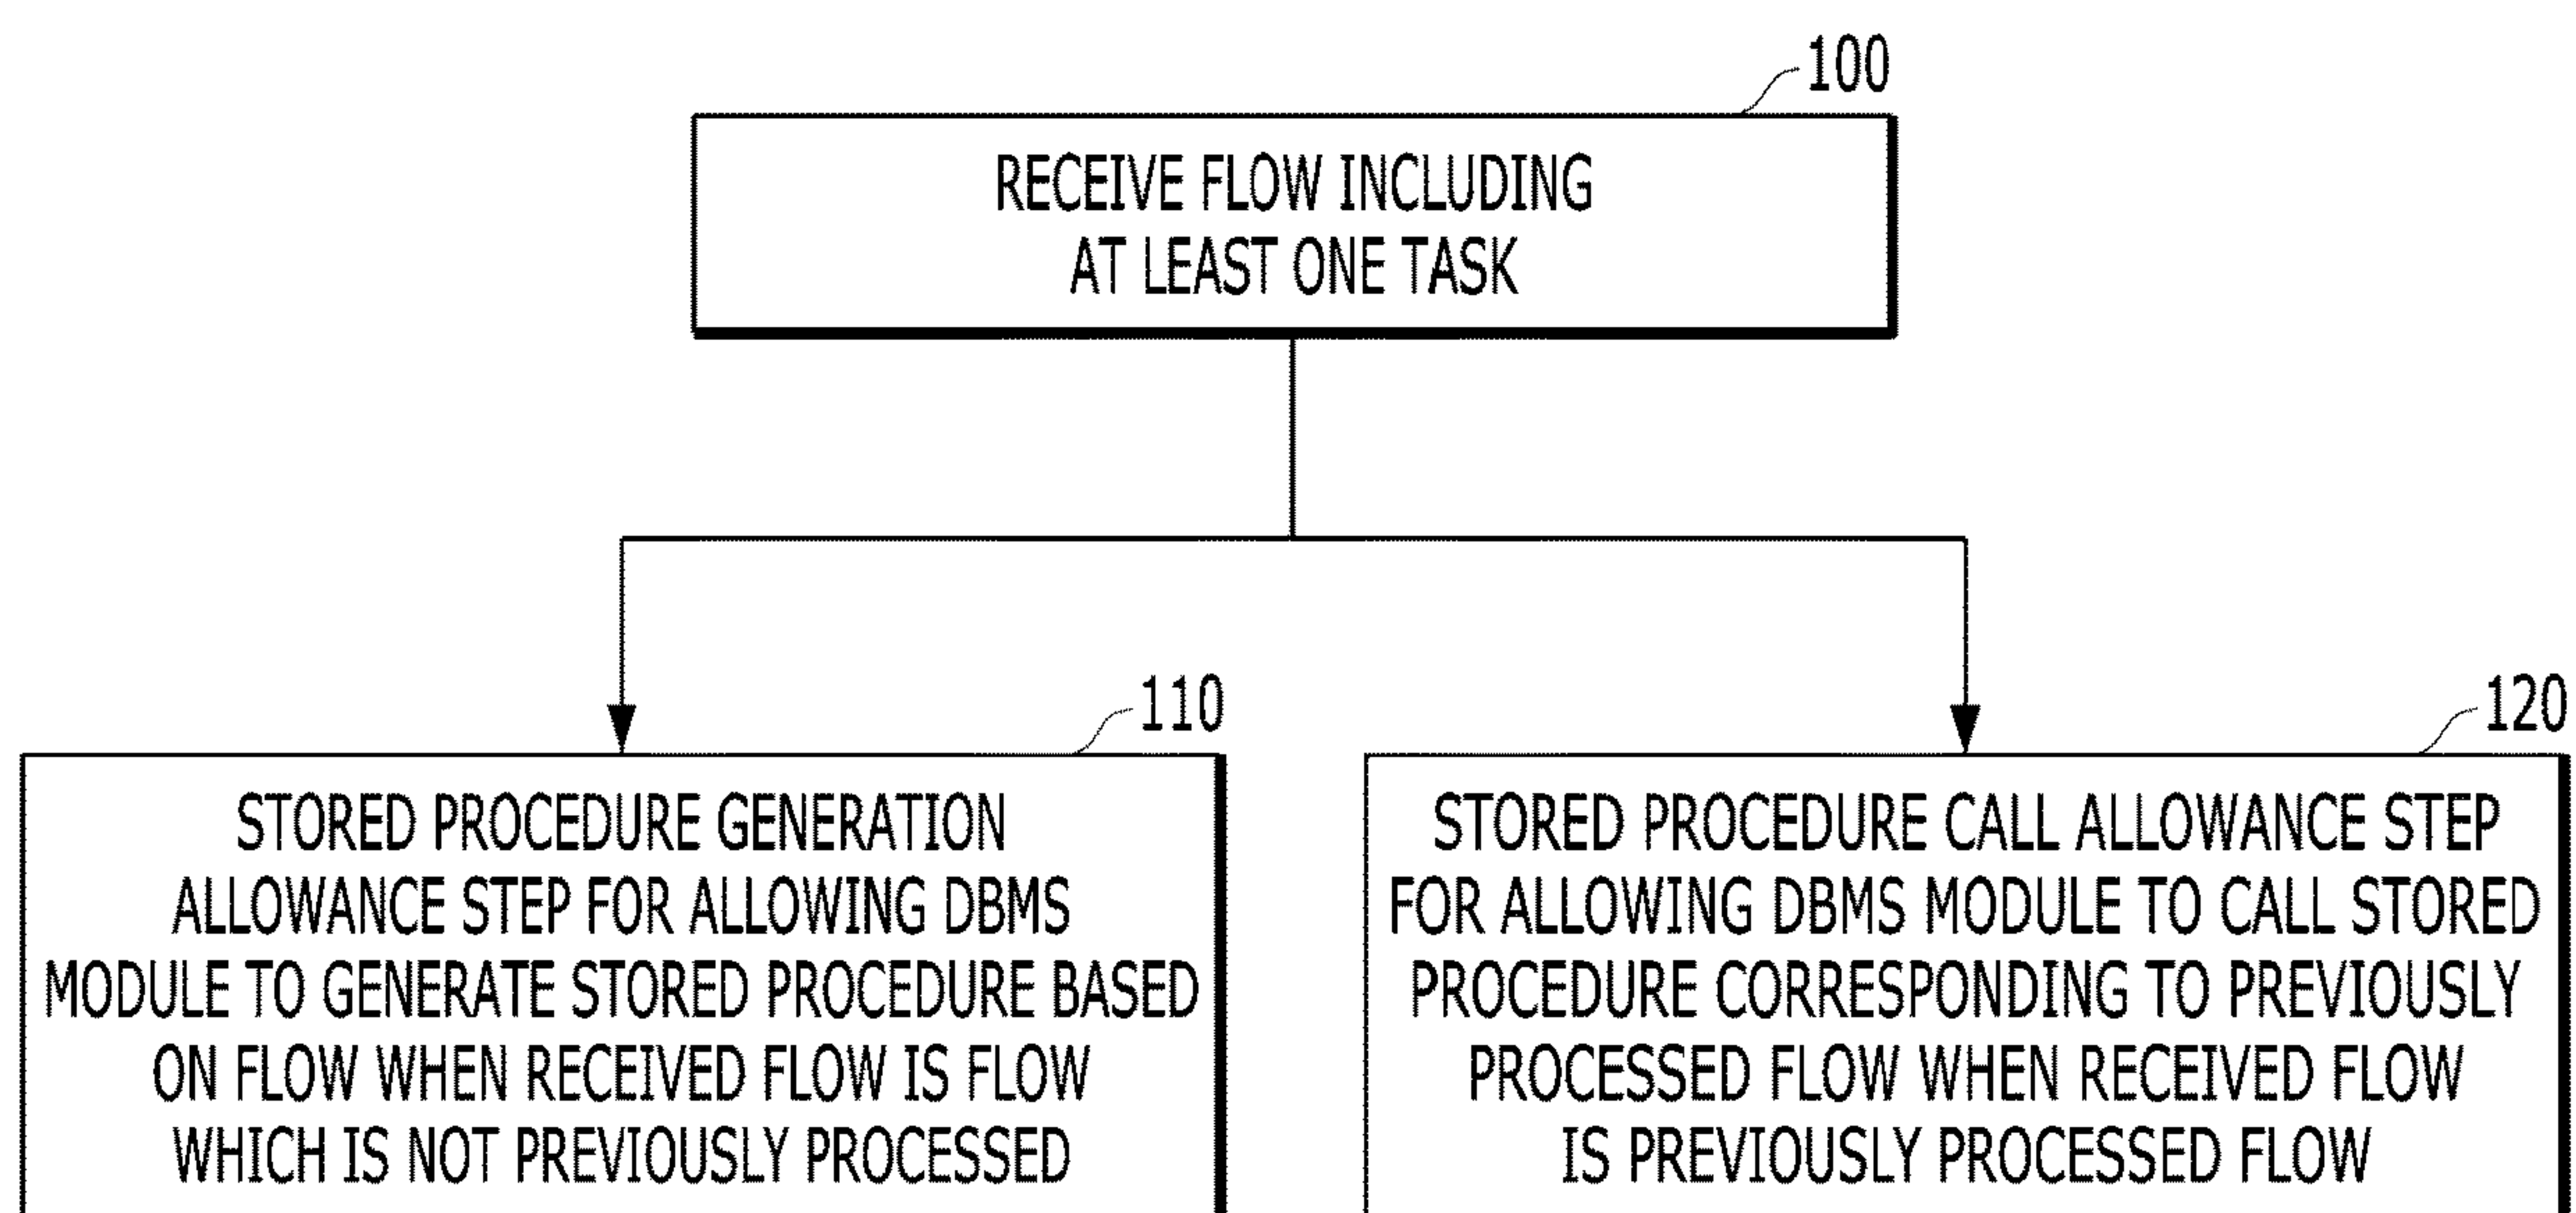 100
RECEIVE FLOW INCLUDING
AT LEAST ONE TASK
110
STORED PROCEDURE GENERATION
ALLOWANCE STEP FOR ALLOWING DBMS
MODULE TO GENERATE STORED PROCEDURE BASED
ON FLOW WHEN RECEIVED FLOW IS FLOW
WHICH IS NOT PREVIOUSLY PROCESSED
120
STORED PROCEDURE CALL ALLOWANCE STEP
FOR ALLOWING DBMS MODULE TO CALL STORED
PROCEDURE CORRESPONDING TO PREVIOUSLY
PROCESSED FLOW WHEN RECEIVED FLOW
IS PREVIOUSLY PROCESSED FLOW